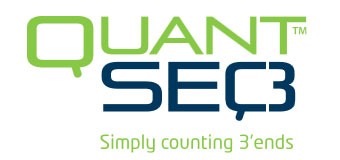 QUANT™
SEQ3
Simply counting 3'ends